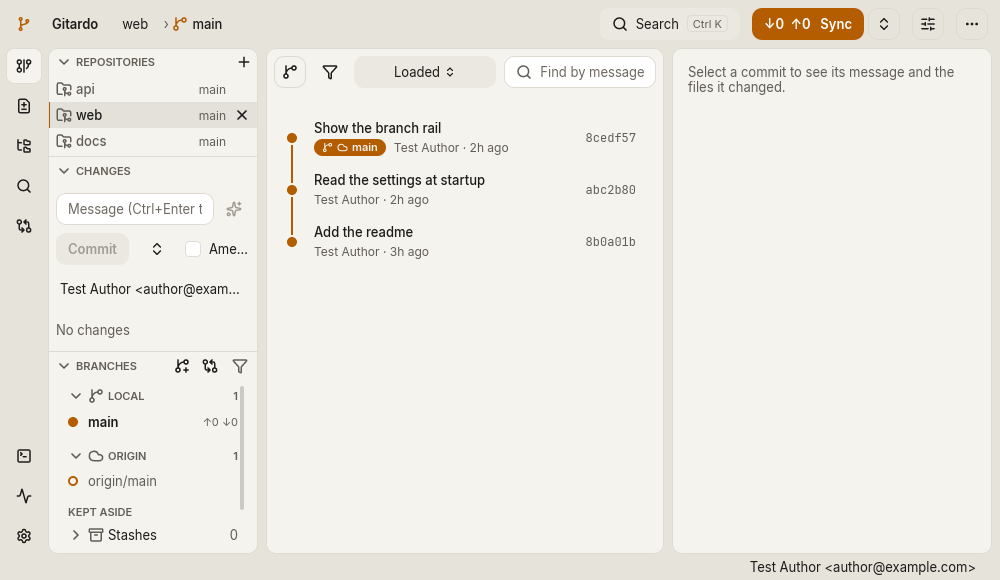 Gitardo web main Search Ctrl K ↓0 ↑0 Sync
REPOSITORIES
api main
web main
docs main
CHANGES
Message (Ctrl+Enter t
Commit Ame...
Test Author <author@exam...
No changes
BRANCHES
LOCAL 1
main ↑0 ↓0
ORIGIN 1
origin/main
KEPT ASIDE
Stashes 0
Loaded Find by message
Show the branch rail
main Test Author · 2h ago 8cedf57
Read the settings at startup
Test Author · 2h ago abc2b80
Add the readme
Test Author · 3h ago 8b0a01b
Select a commit to see its message and the
files it changed.
Test Author <author@example.com>